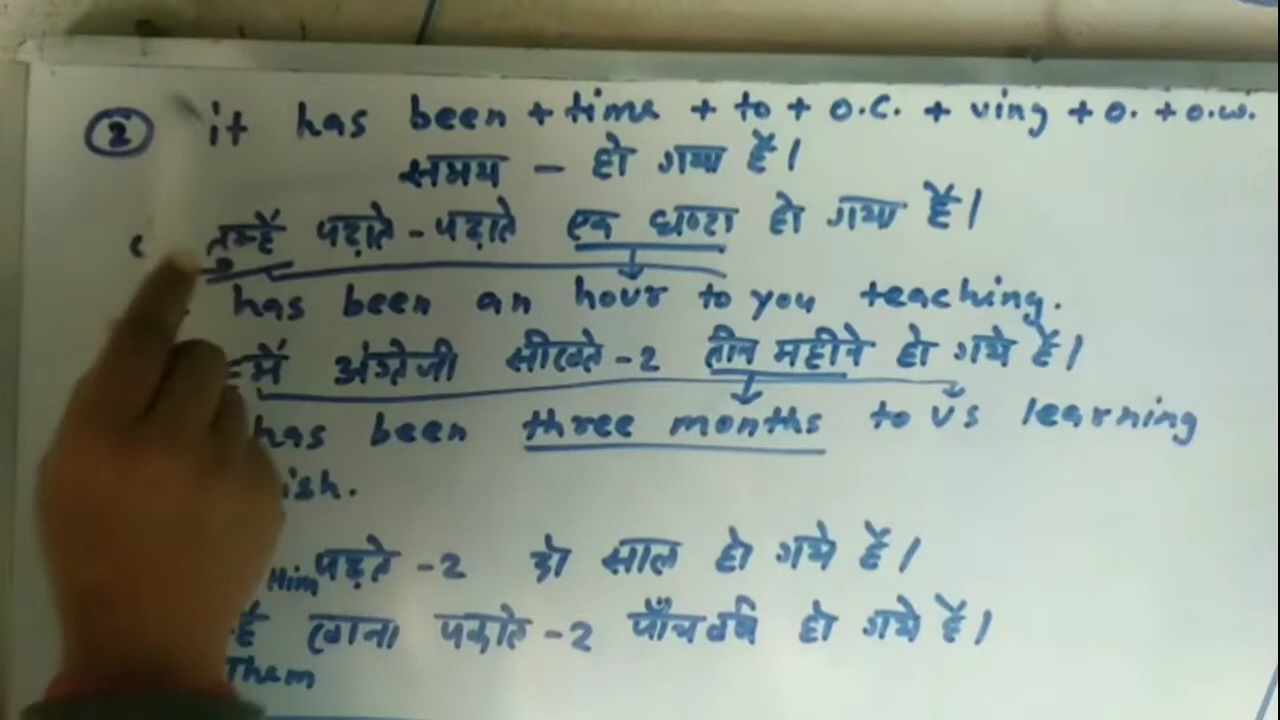 ② it has been + time + to + o.c. + ving + o. + o.w.
समय - हो गया है।
तुम्हें पढ़ाते - पढ़ाते एक घण्टा हो गया है।
has been an hour to you teaching.
में अंग्रेजी सीखते -2 तीन महीने हो गये हैं।
has been three months to us learning
ish.
पढ़ते -2 दो साल हो गये हैं।
Him
खाना पकाते -2 पाँच वर्ष हो गये हैं।
Tham